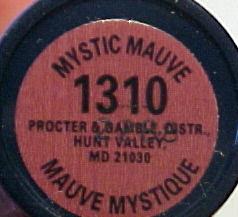 MYSTIC MAUVE
1310
PROCTER & GAMBLE, DISTR.,
HUNT VALLEY,
MD 21030
MAUVE MYSTIQUE